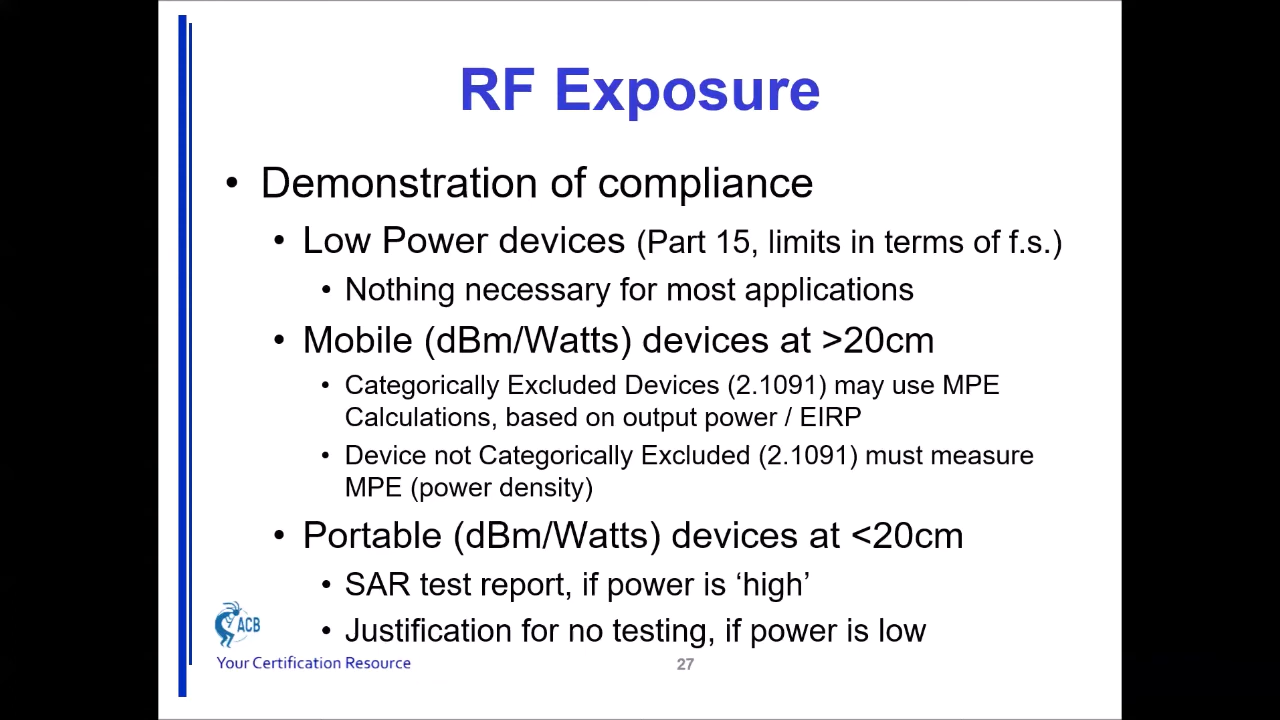 RF Exposure
• Demonstration of compliance
• Low Power devices (Part 15, limits in terms of f.s.)
• Nothing necessary for most applications
• Mobile (dBm/Watts) devices at >20cm
• Categorically Excluded Devices (2.1091) may use MPE
Calculations, based on output power / EIRP
• Device not Categorically Excluded (2.1091) must measure
MPE (power density)
• Portable (dBm/Watts) devices at <20cm
• SAR test report, if power is ‘high’
• Justification for no testing, if power is low
ACB
Your Certification Resource
27